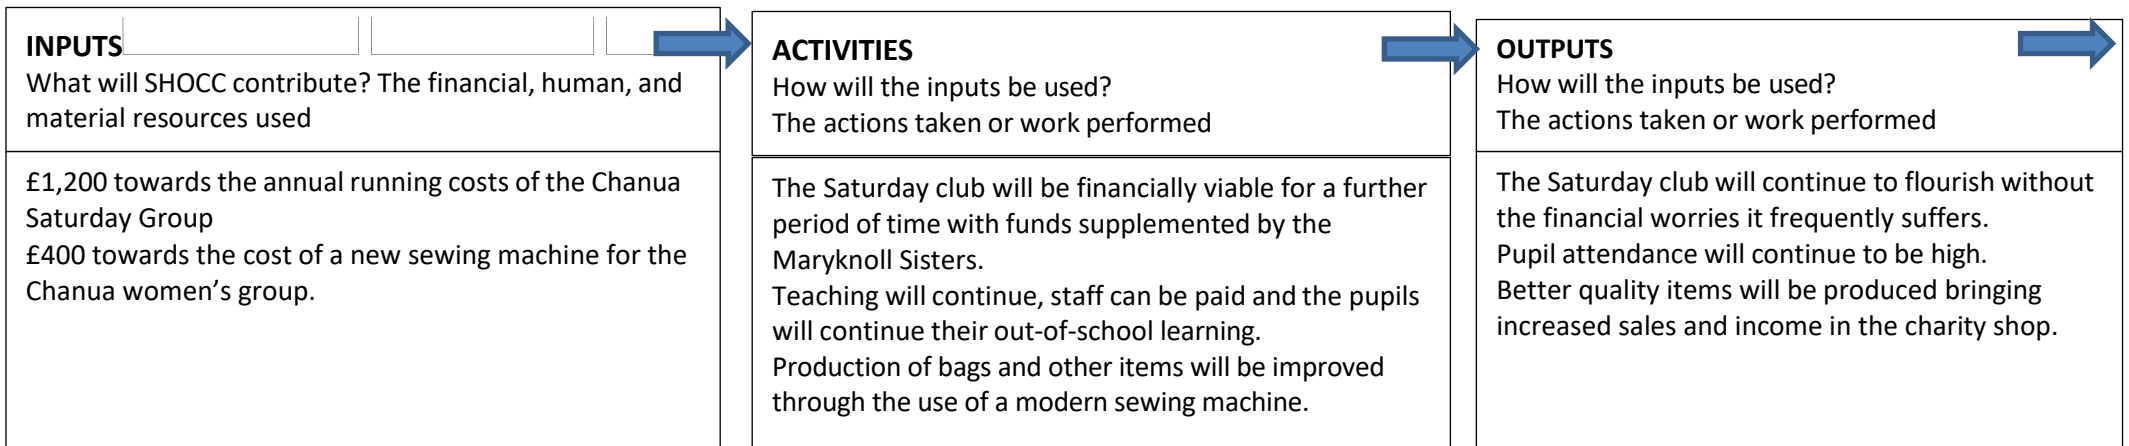 INPUTS
What will SHOCC contribute? The financial, human, and
material resources used
£1,200 towards the annual running costs of the Chanua
Saturday Group
£400 towards the cost of a new sewing machine for the
Chanua women’s group.
ACTIVITIES
How will the inputs be used?
The actions taken or work performed
The Saturday club will be financially viable for a further
period of time with funds supplemented by the
Maryknoll Sisters.
Teaching will continue, staff can be paid and the pupils
will continue their out-of-school learning.
Production of bags and other items will be improved
through the use of a modern sewing machine.
OUTPUTS
How will the inputs be used?
The actions taken or work performed
The Saturday club will continue to flourish without
the financial worries it frequently suffers.
Pupil attendance will continue to be high.
Better quality items will be produced bringing
increased sales and income in the charity shop.